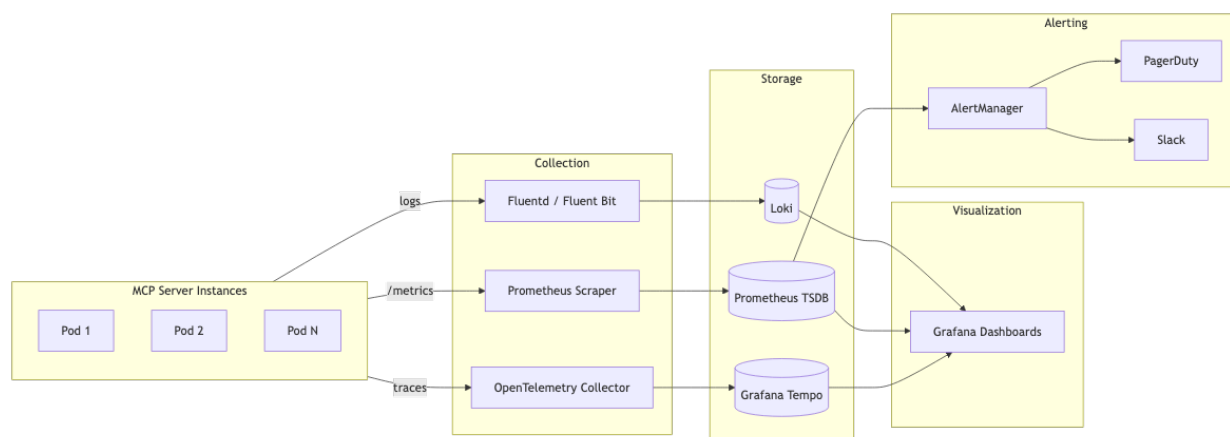 Alerting
PagerDuty
AlertManager
Slack
Storage
Collection
logs
Fluentd / Fluent Bit
Loki
Visualization
MCP Server Instances
/metrics
Prometheus Scraper
Prometheus TSDB
Pod 1
Pod 2
Pod N
Grafana Dashboards
traces
OpenTelemetry Collector
Grafana Tempo